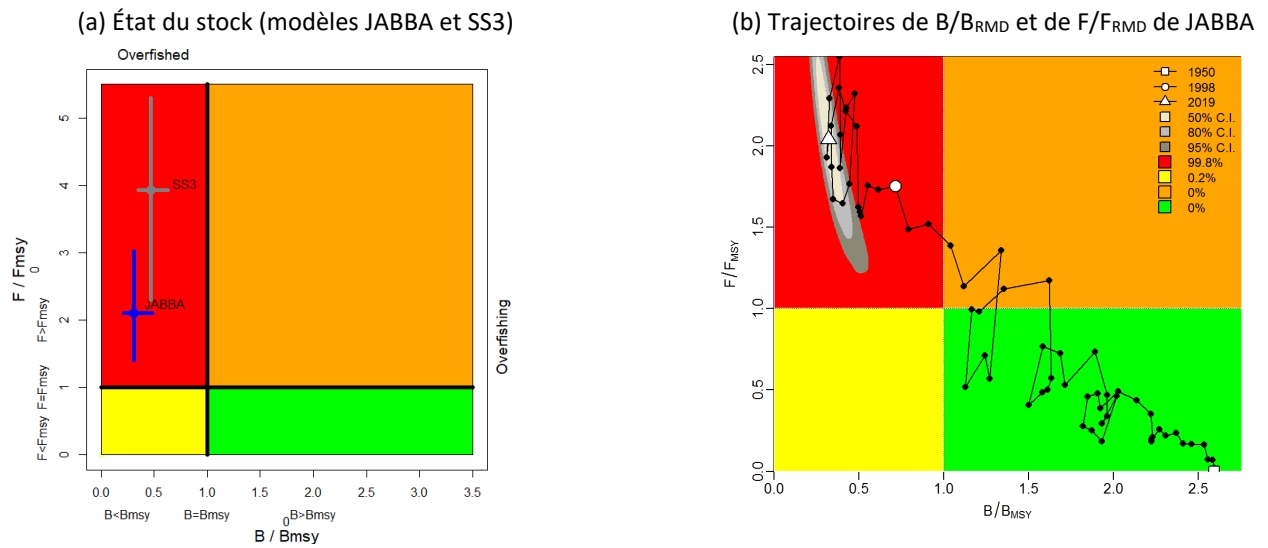 (a) État du stock (modèles JABBA et SS3)
Overfished
5
4
3
2
1
0
F / Fmsy
0
F>Fmsy
F=Fmsy
F<Fmsy
SS3
JABBA
Overfishing
0.0 0.5 1.0 1.5 2.0 2.5 3.0 3.5
B<Bmsy B=Bmsy 0B>Bmsy
B / Bmsy
(b) Trajectoires de B/BRMD et de F/FRMD de JABBA
2.5
2.0
1.5
1.0
0.5
0.0
F/FMSY
1950
1998
2019
50% C.I.
80% C.I.
95% C.I.
99.8%
0.2%
0%
0%
0.0 0.5 1.0 1.5 2.0 2.5
B/BMSY